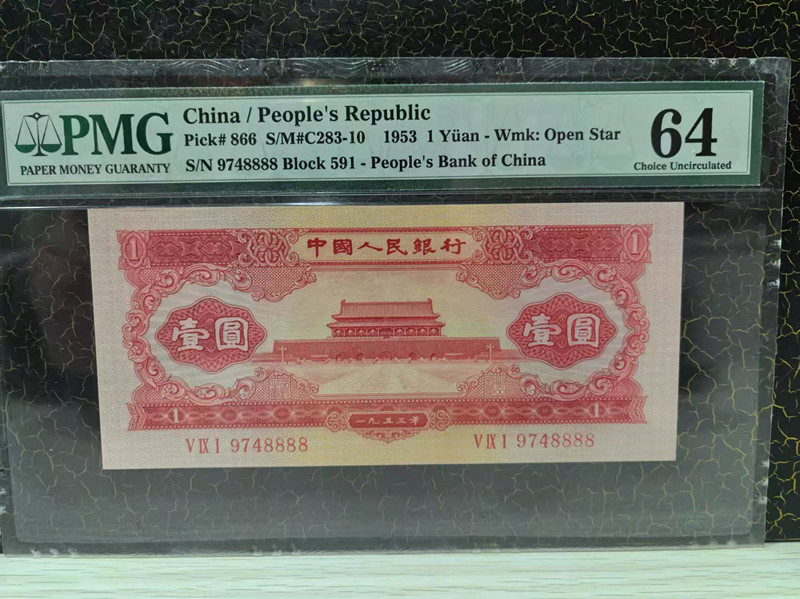 PMG
PAPER MONEY GUARANTY
China / People's Republic
Pick# 866 S/M#C283-10 1953 1 Yüan - Wmk: Open Star
S/N 9748888 Block 591 - People's Bank of China
64
Choice Uncirculated
1 中國人民銀行 1
壹圓 壹圓
1 一九五三年 1
V IX I 9748888 V IX I 9748888